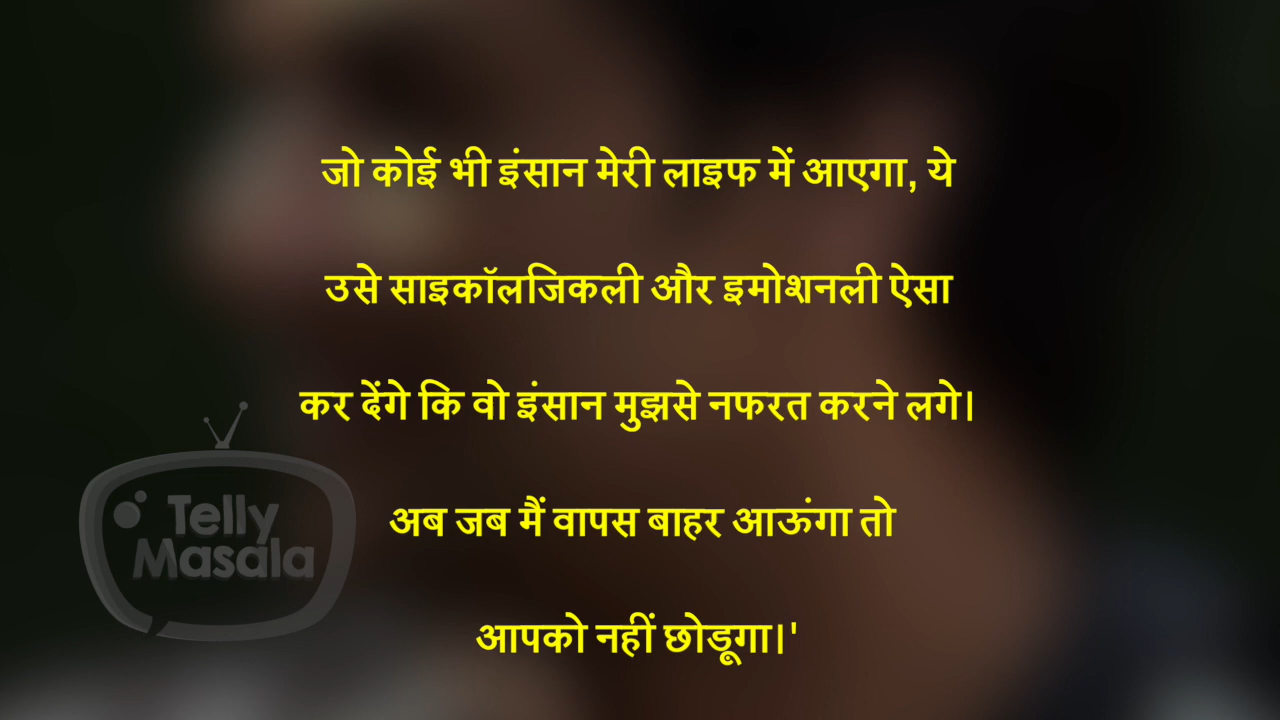 जो कोई भी इंसान मेरी लाइफ में आएगा, ये
उसे साइकॉलजिकली और इमोशनली ऐसा
कर देंगे कि वो इंसान मुझसे नफरत करने लगे।
अब जब मैं वापस बाहर आऊंगा तो
आपको नहीं छोडूगा।'
Telly
Masala